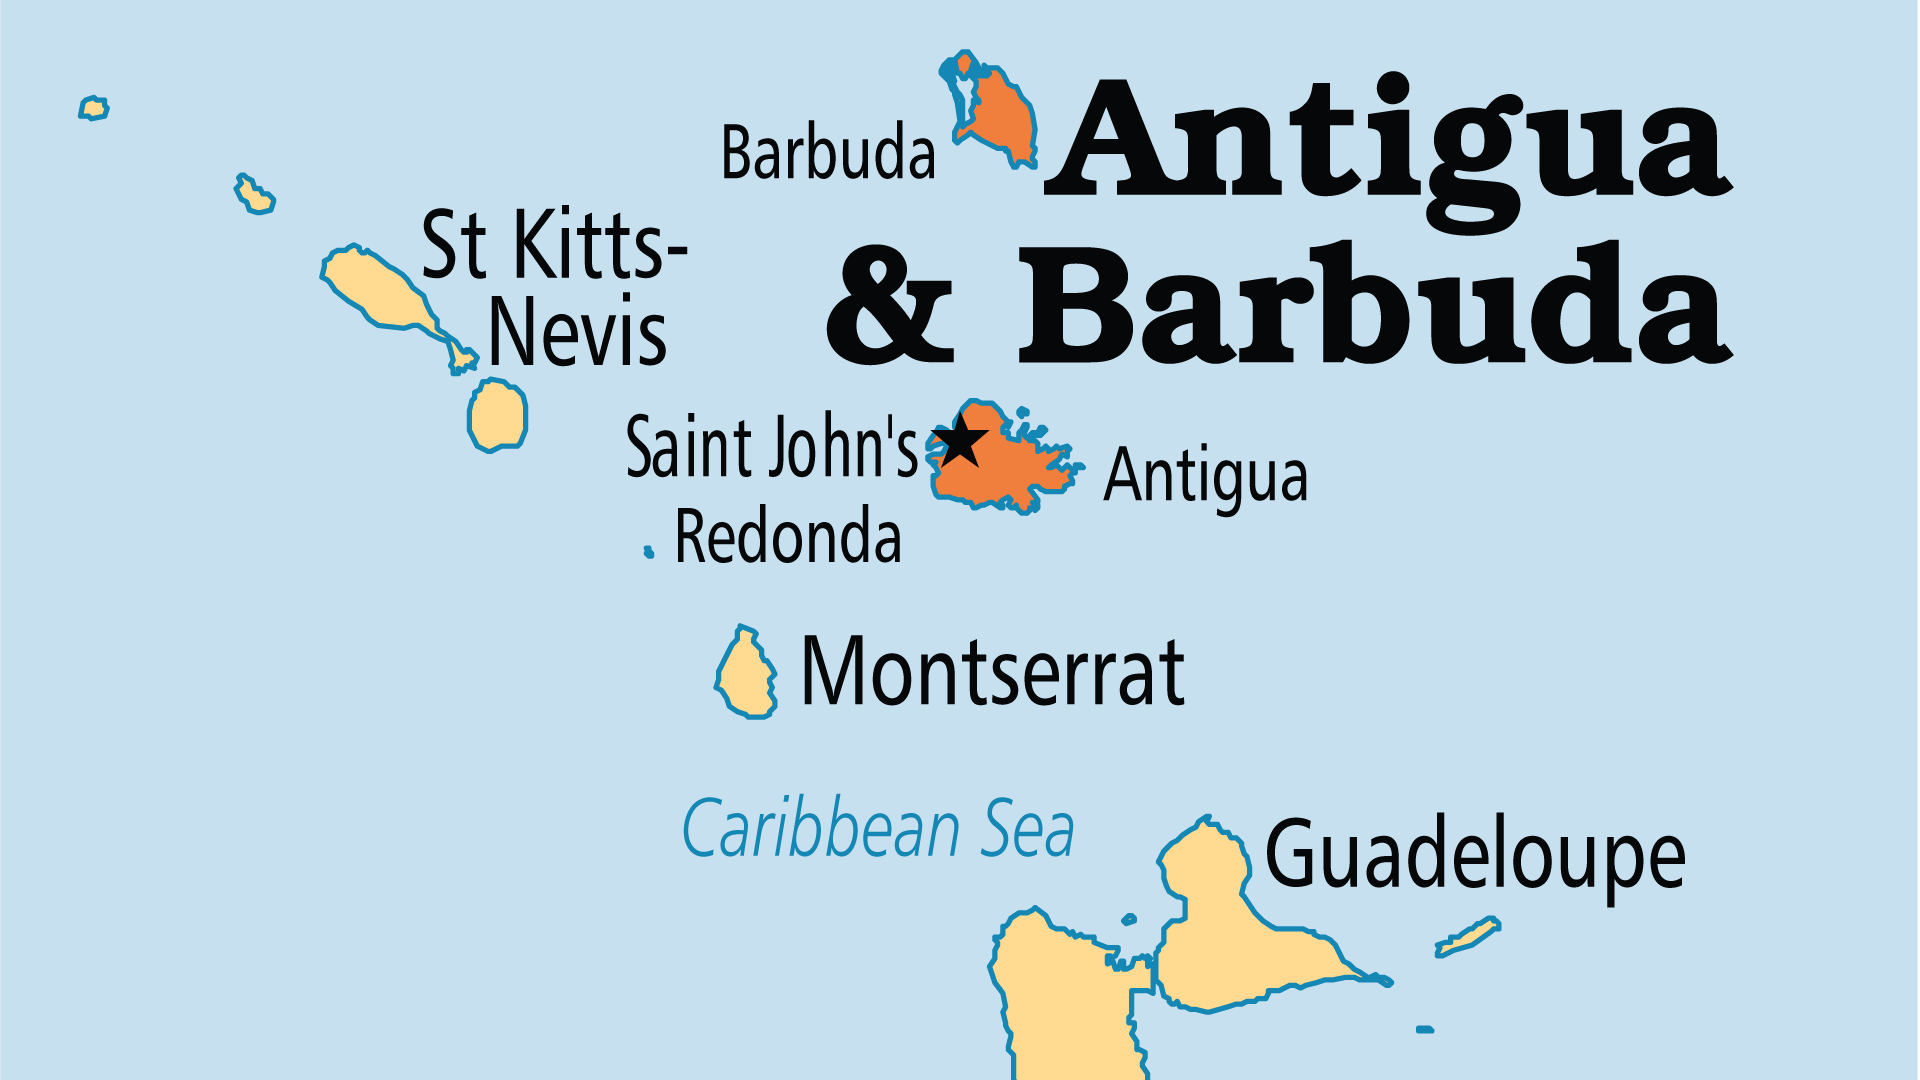 Antigua
& Barbuda
Barbuda
St Kitts-
Nevis
Saint John's
Antigua
Redonda
Montserrat
Caribbean Sea
Guadeloupe